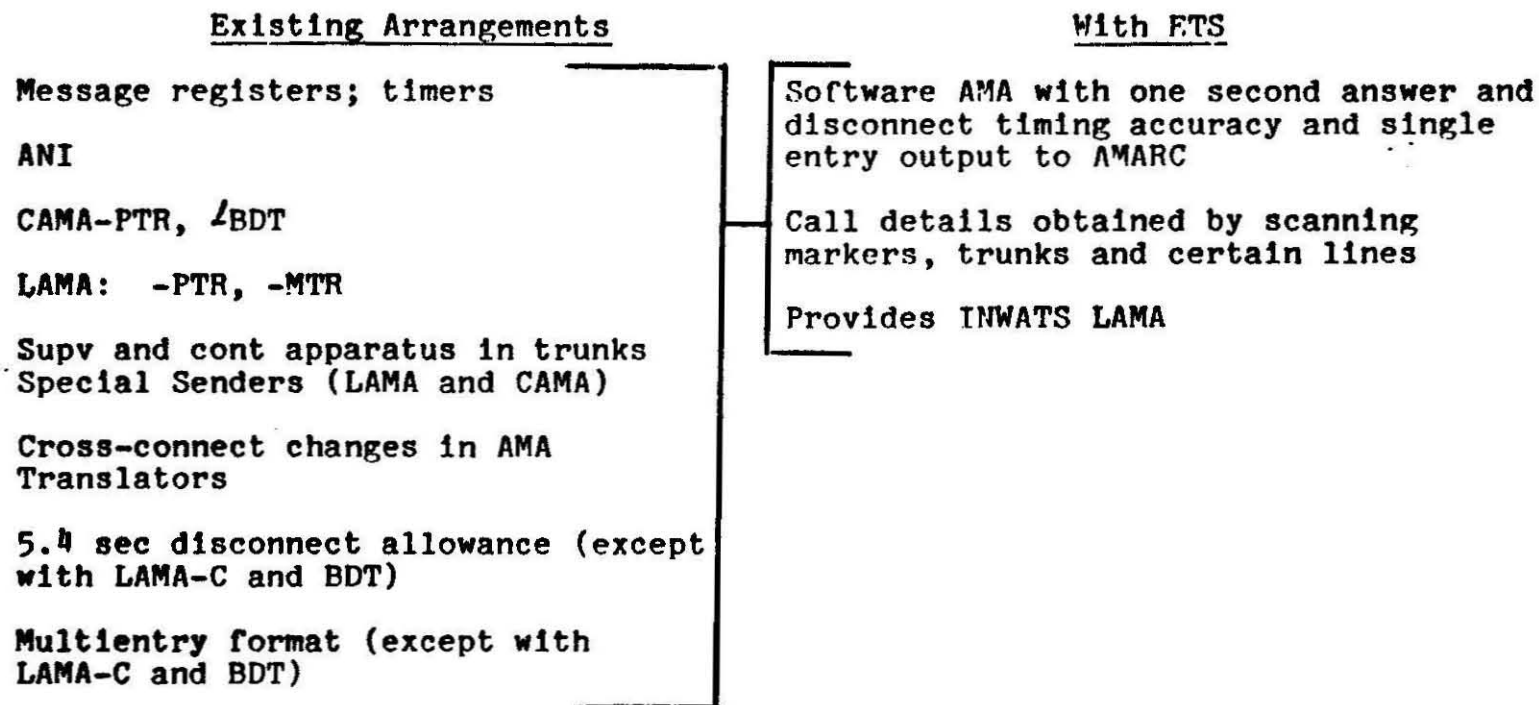 Existing Arrangements
Message registers; timers
ANI
CAMA-PTR, LBDT
LAMA: -PTR, -MTR
Supv and cont apparatus in trunks
Special Senders (LAMA and CAMA)
Cross-connect changes in AMA
Translators
5.4 sec disconnect allowance (except
with LAMA-C and BDT)
Multientry format (except with
LAMA-C and BDT)
With ETS
Software AMA with one second answer and
disconnect timing accuracy and single
entry output to AMARC
Call details obtained by scanning
markers, trunks and certain lines
Provides INWATS LAMA